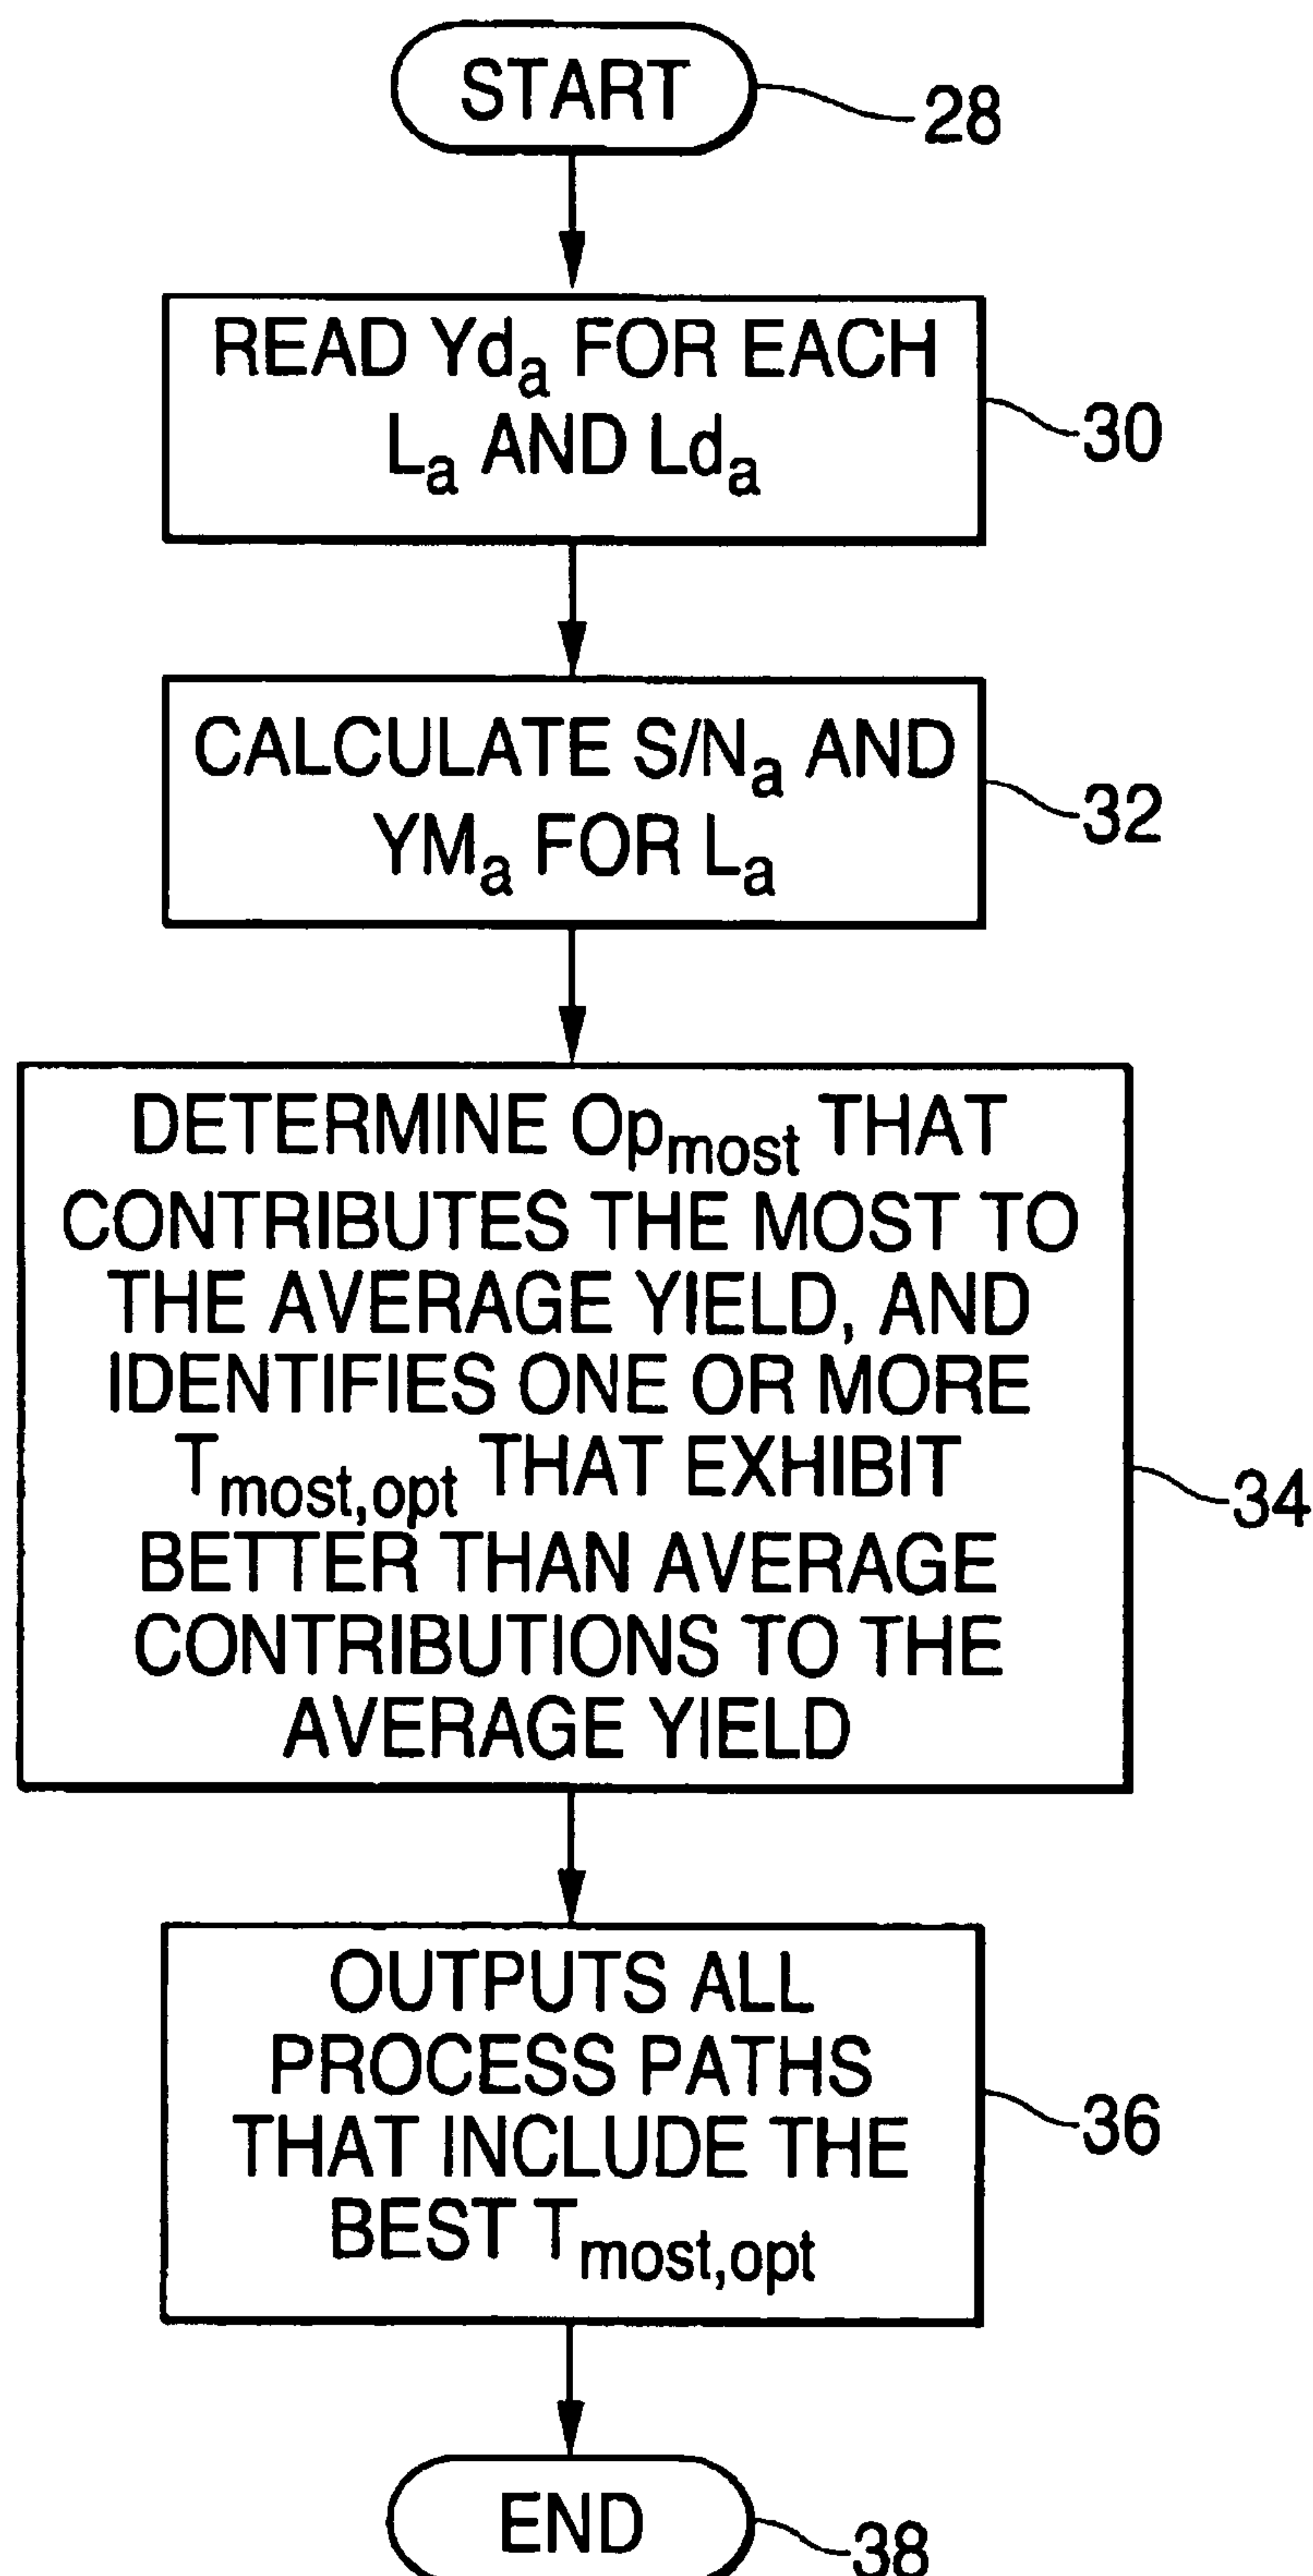 START
28
READ Yda FOR EACH
La AND Lda
30
CALCULATE S/Na AND
YMa FOR La
32
DETERMINE Opmost THAT
CONTRIBUTES THE MOST TO
THE AVERAGE YIELD, AND
IDENTIFIES ONE OR MORE
Tmost,opt THAT EXHIBIT
BETTER THAN AVERAGE
CONTRIBUTIONS TO THE
AVERAGE YIELD
34
OUTPUTS ALL
PROCESS PATHS
THAT INCLUDE THE
BEST Tmost,opt
36
END
38